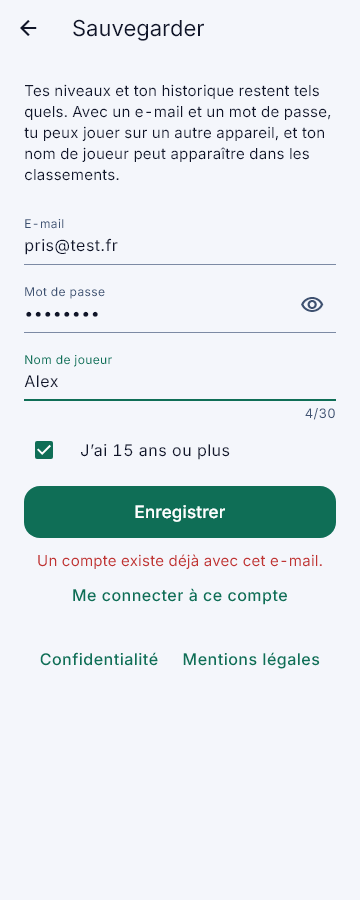 Sauvegarder
Tes niveaux et ton historique restent tels
quels. Avec un e-mail et un mot de passe,
tu peux jouer sur un autre appareil, et ton
nom de joueur peut apparaître dans les
classements.
E-mail
pris@test.fr
Mot de passe
••••••••
Nom de joueur
Alex
4/30
J’ai 15 ans ou plus
Enregistrer
Un compte existe déjà avec cet e-mail.
Me connecter à ce compte
Confidentialité Mentions légales